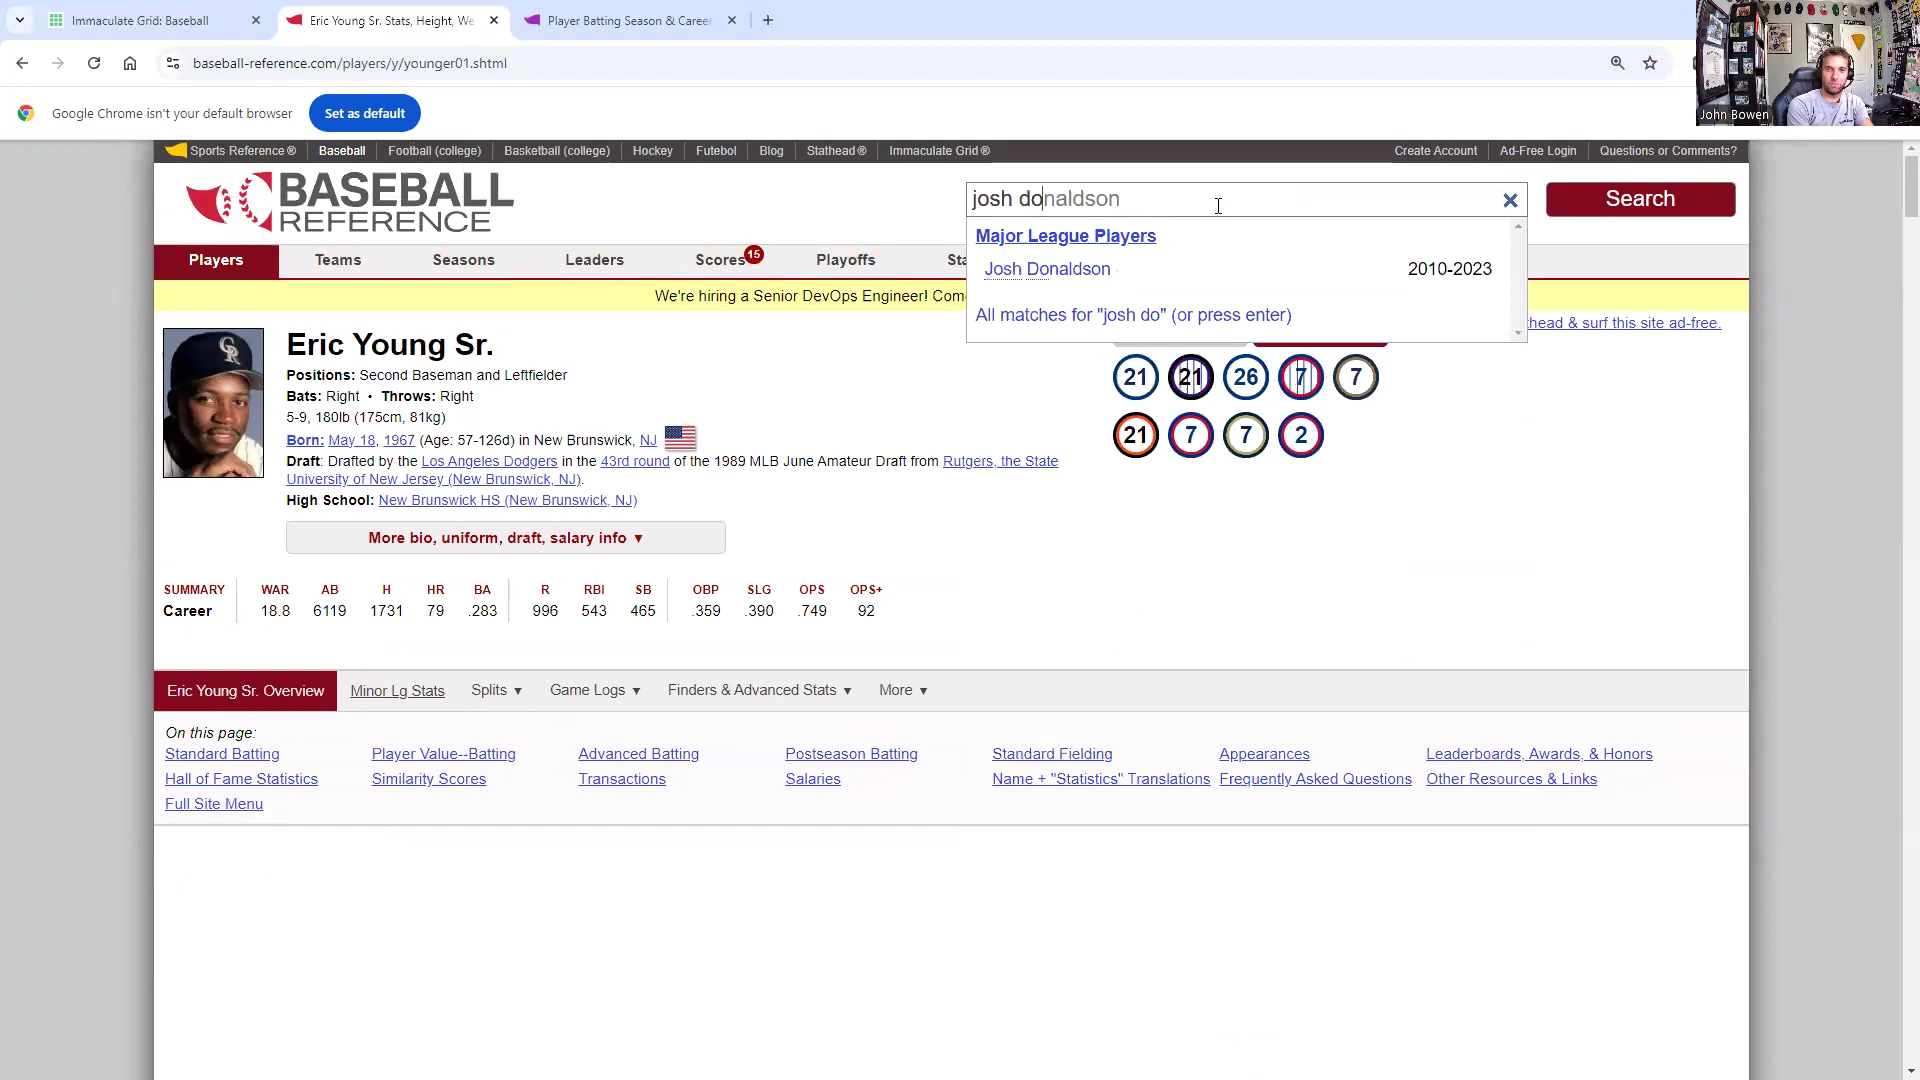 Immaculate Grid: Baseball
Eric Young Sr. Stats, Height, We
Player Batting Season & Career
baseball-reference.com/players/y/younger01.shtml
Google Chrome isn't your default browser
Set as default
John Bowen
Sports Reference ® Baseball Football (college) Basketball (college) Hockey Futebol Blog Stathead ® Immaculate Grid ® Create Account Ad-Free Login Questions or Comments?
BASEBALL
REFERENCE
josh donaldson
Search
Major League Players
Josh Donaldson 2010-2023
All matches for "josh do" (or press enter)
Players Teams Seasons Leaders Scores 15 Playoffs Sta
We're hiring a Senior DevOps Engineer! Com
thead & surf this site ad-free.
Eric Young Sr.
Positions: Second Baseman and Leftfielder
Bats: Right • Throws: Right
5-9, 180lb (175cm, 81kg)
Born: May 18, 1967 (Age: 57-126d) in New Brunswick, NJ
Draft: Drafted by the Los Angeles Dodgers in the 43rd round of the 1989 MLB June Amateur Draft from Rutgers, the State
University of New Jersey (New Brunswick, NJ).
High School: New Brunswick HS (New Brunswick, NJ)
More bio, uniform, draft, salary info ▼
21 21 26 7 7
21 7 7 2
SUMMARY WAR AB H HR BA R RBI SB OBP SLG OPS OPS+
Career 18.8 6119 1731 79 .283 996 543 465 .359 .390 .749 92
Eric Young Sr. Overview Minor Lg Stats Splits ▼ Game Logs ▼ Finders & Advanced Stats ▼ More ▼
On this page:
Standard Batting Player Value--Batting Advanced Batting Postseason Batting Standard Fielding Appearances Leaderboards, Awards, & Honors
Hall of Fame Statistics Similarity Scores Transactions Salaries Name + "Statistics" Translations Frequently Asked Questions Other Resources & Links
Full Site Menu